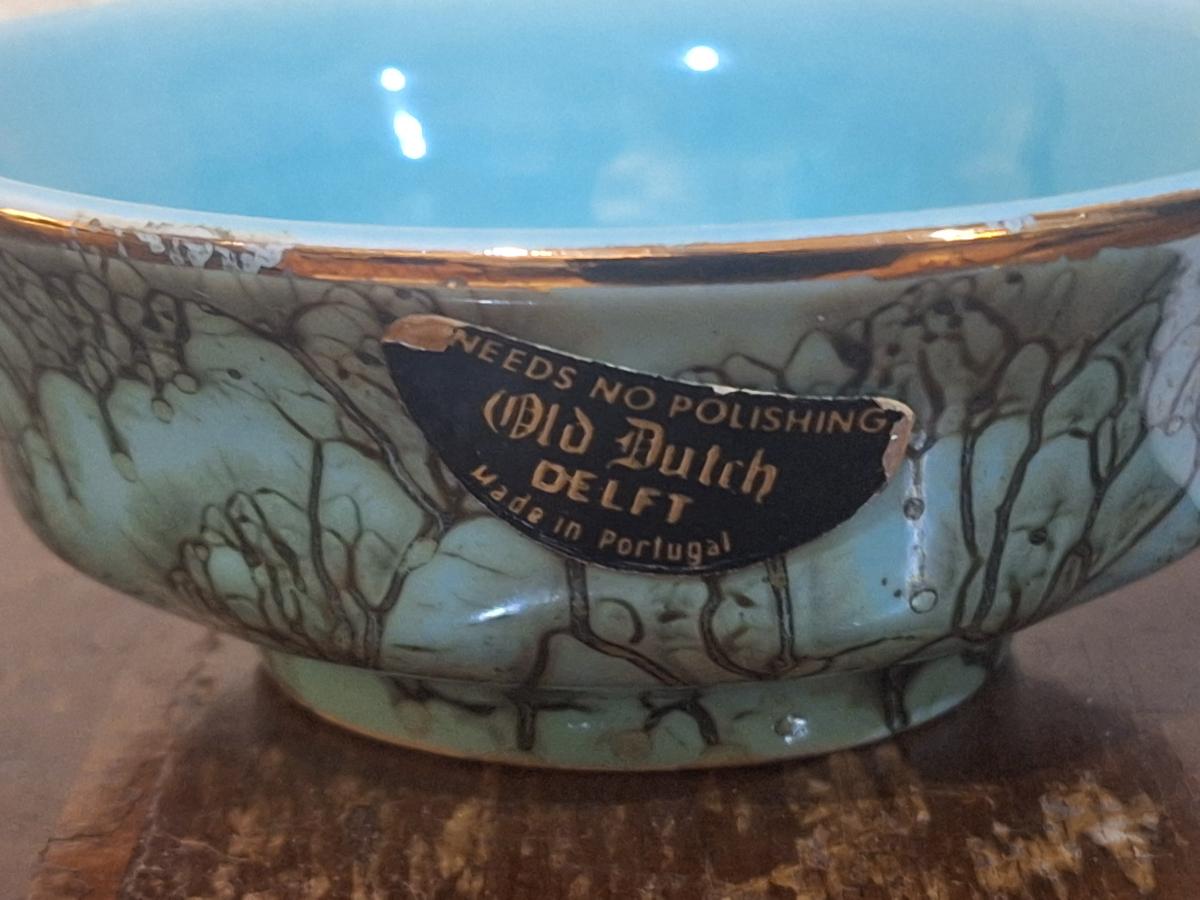 NEEDS NO POLISHING
Old Dutch
DELFT
Made in Portugal